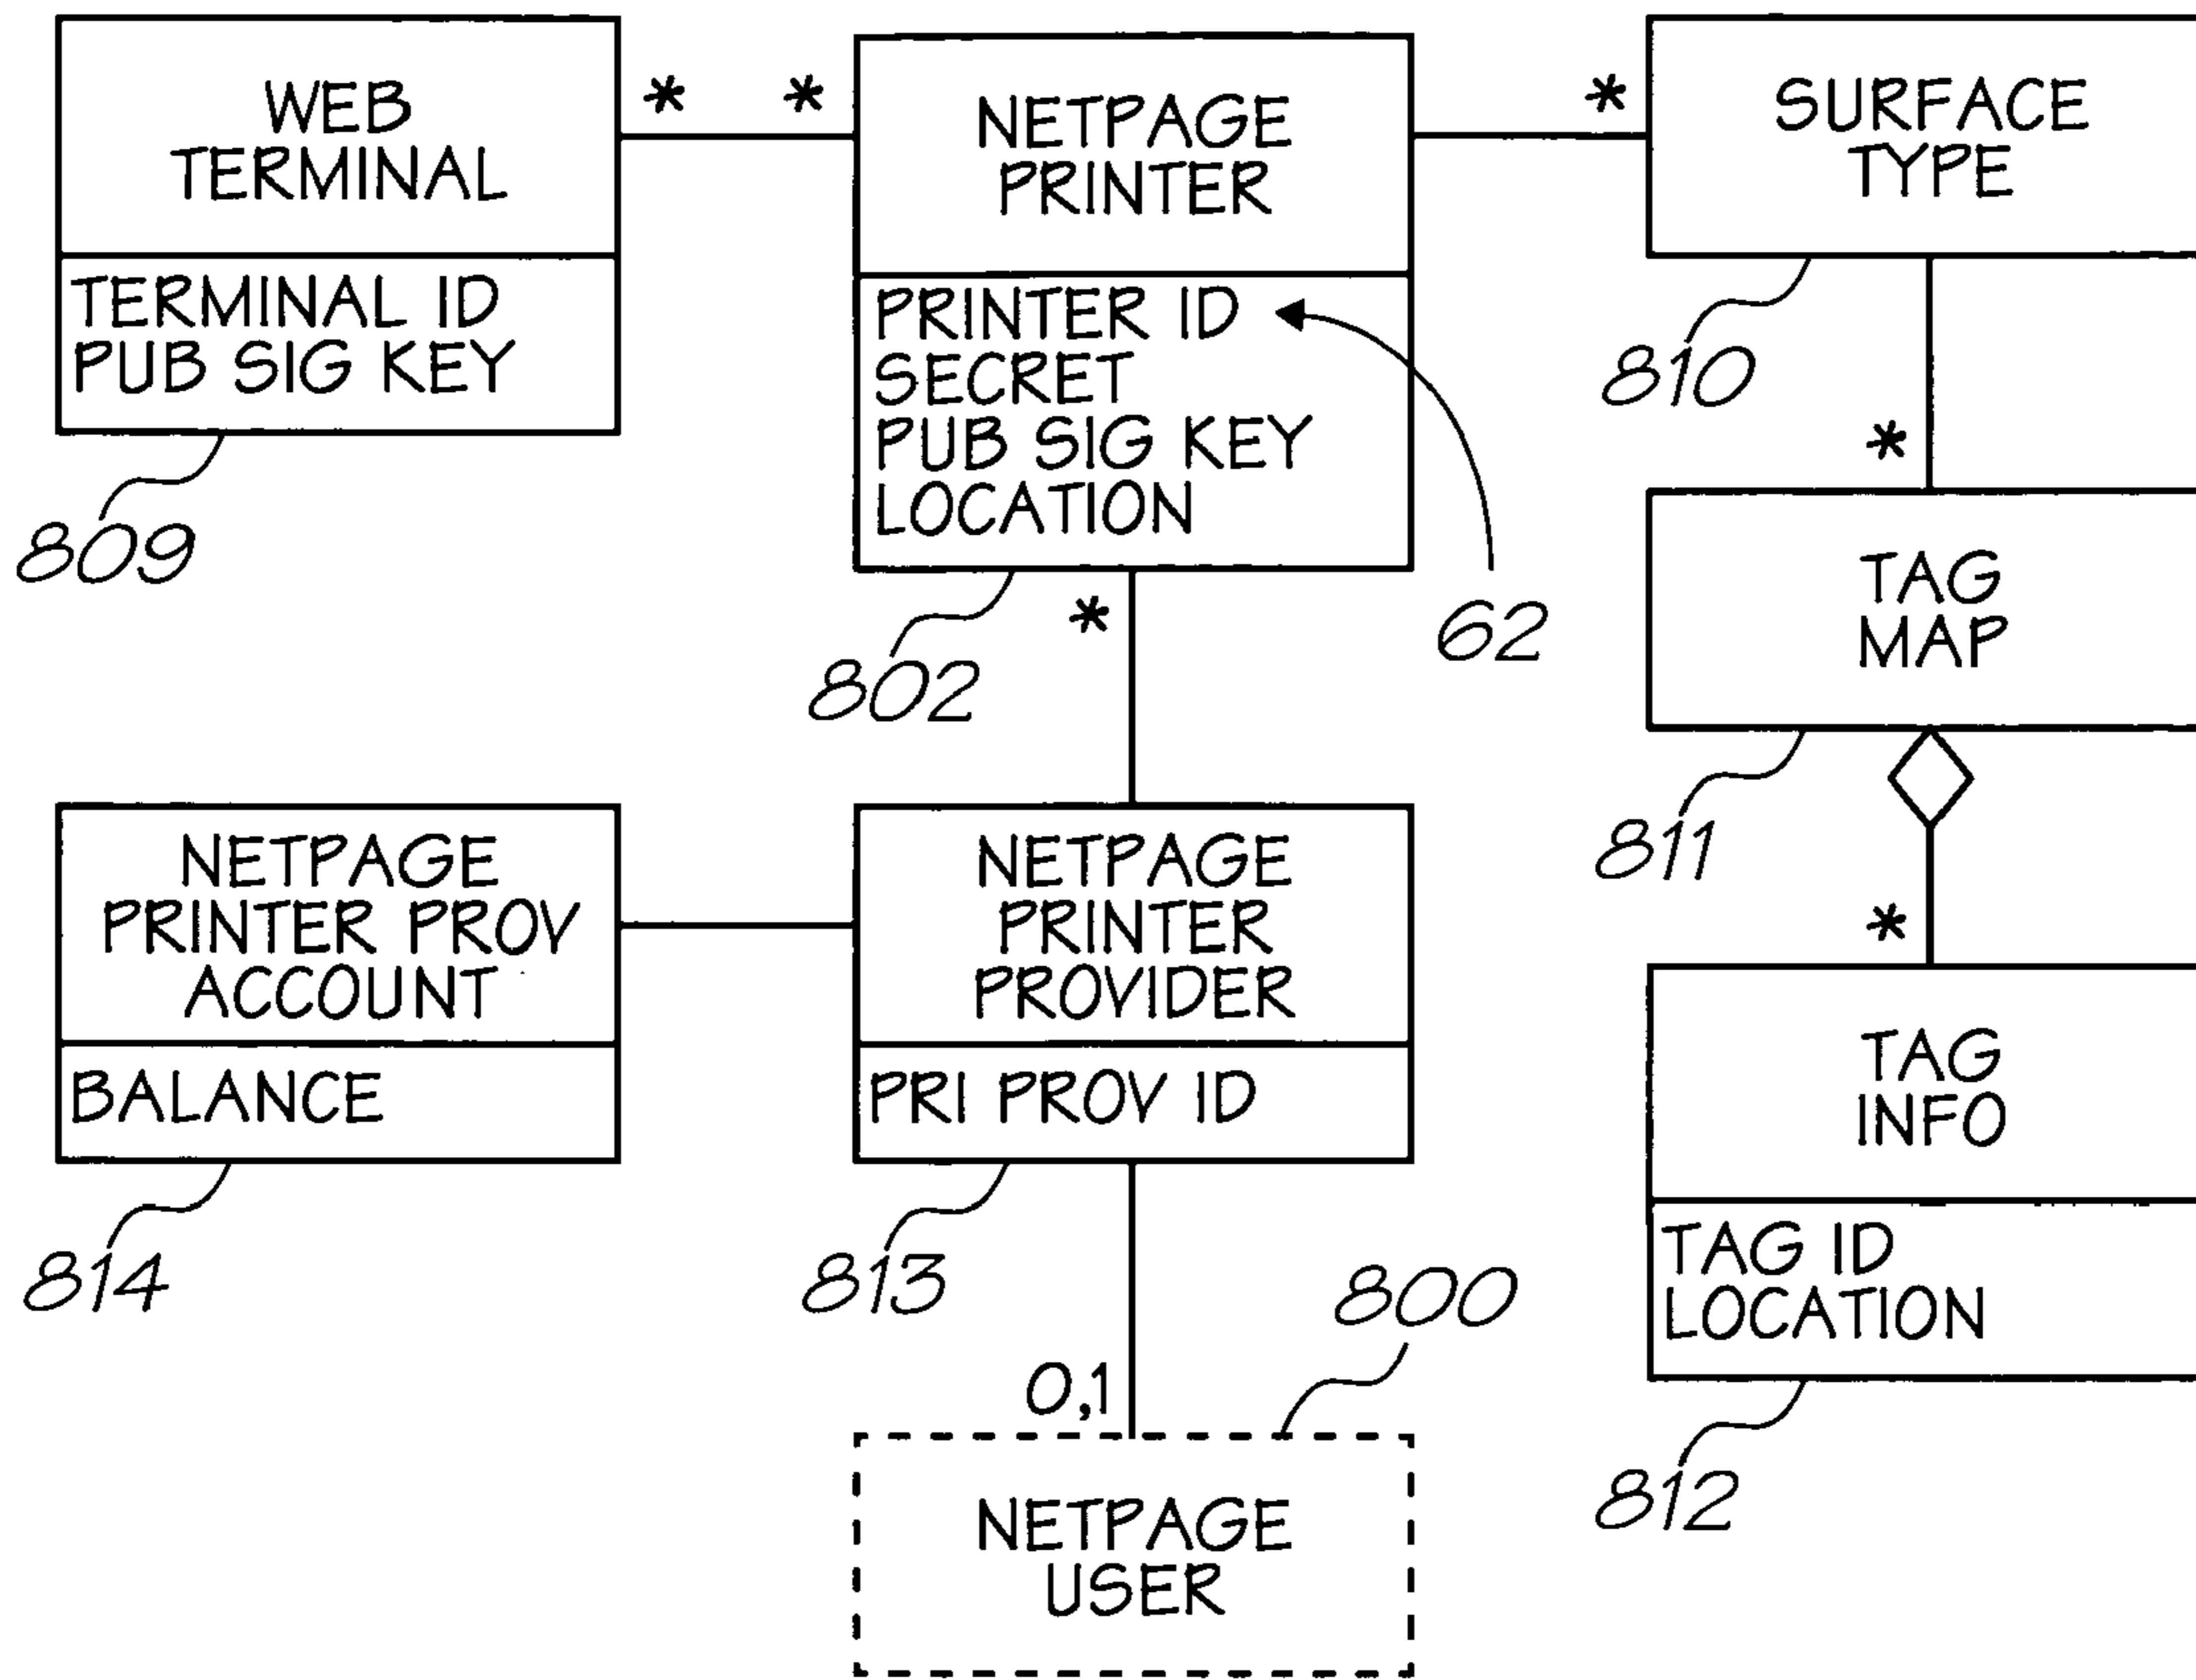 WEB
TERMINAL
TERMINAL ID
PUB SIG KEY
809
* *
NETPAGE
PRINTER
PRINTER ID
SECRET
PUB SIG KEY
LOCATION
62
802
*
*
SURFACE
TYPE
810
*
TAG
MAP
811
*
TAG
INFO
TAG ID
LOCATION
812
NETPAGE
PRINTER PROV
ACCOUNT
BALANCE
814
NETPAGE
PRINTER
PROVIDER
PRI PROV ID
813
800
0,1
NETPAGE
USER